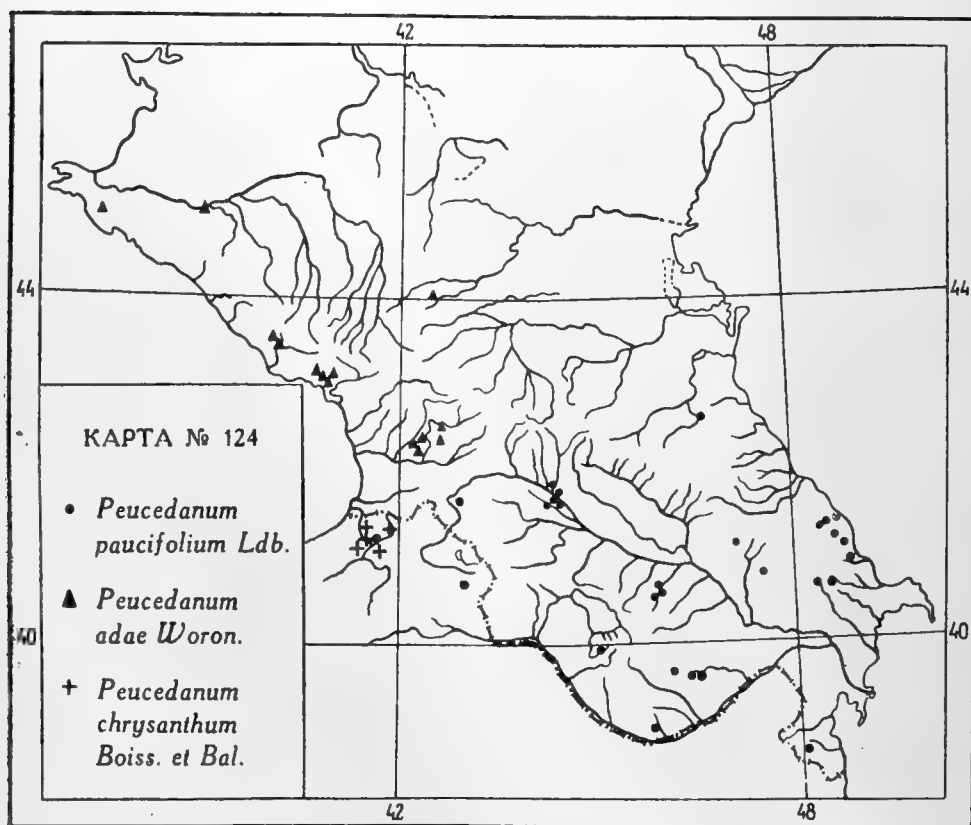 42 48
44 44
КАРТА № 124
Peucedanum
paucifolium Ldb.
Peucedanum
adae Woron.
40 40
Peucedanum
chrysanthum
Boiss. et Bal.
42 48